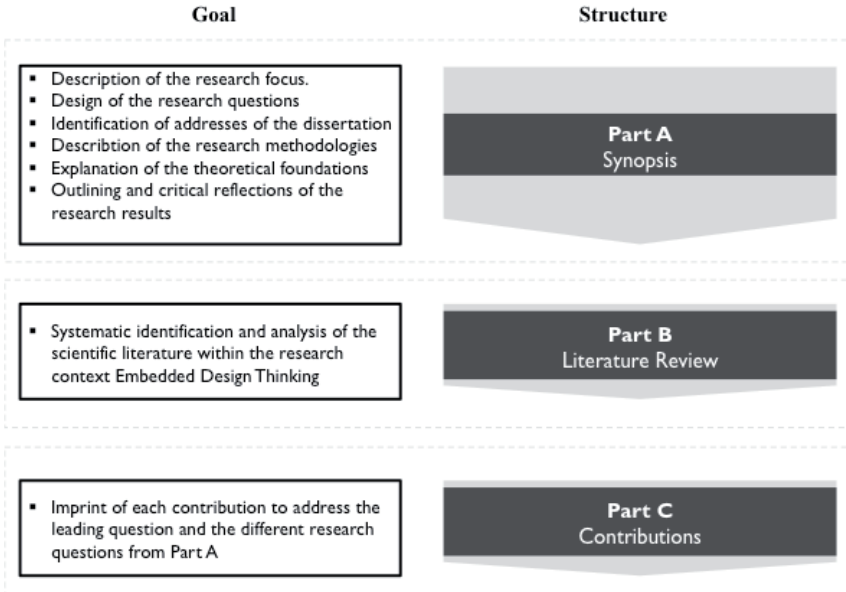 Goal
Structure
▪ Description of the research focus.
▪ Design of the research questions
▪ Identification of addresses of the dissertation
▪ Describtion of the research methodologies
▪ Explanation of the theoretical foundations
▪ Outlining and critical reflections of the
research results
Part A
Synopsis
▪ Systematic identification and analysis of the
scientific literature within the research
context Embedded Design Thinking
Part B
Literature Review
▪ Imprint of each contribution to address the
leading question and the different research
questions from Part A
Part C
Contributions